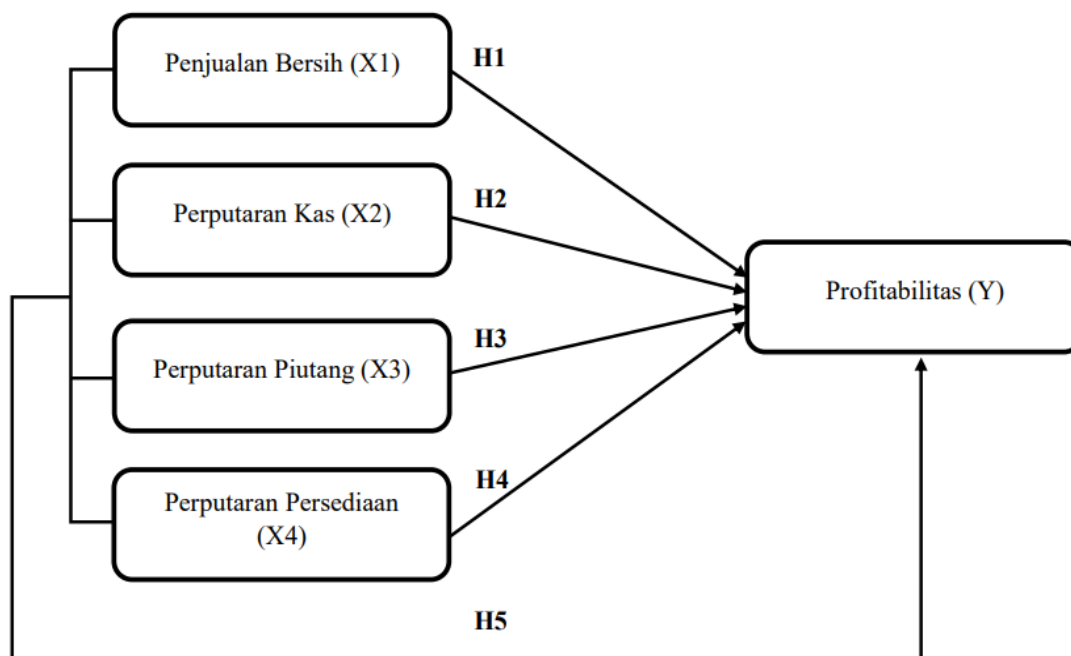 Penjualan Bersih (X1)
H1
Perputaran Kas (X2)
H2
Profitabilitas (Y)
Perputaran Piutang (X3)
H3
Perputaran Persediaan
(X4)
H4
H5